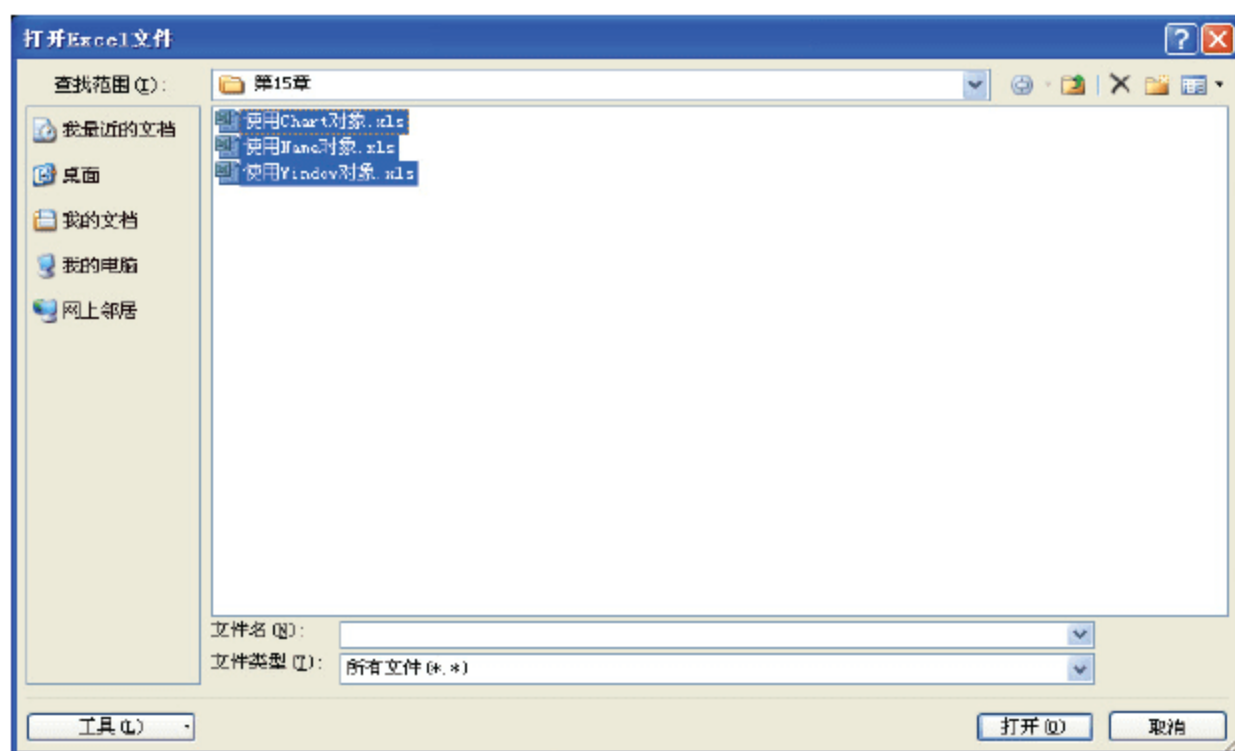 打开Excel文件
查找范围(I):
第15章
我最近的文档
桌面
我的文档
我的电脑
网上邻居
使用Chart对象.xls
使用Name对象.xls
使用Window对象.xls
文件名(N):
文件类型(T):
所有文件(*.*)
工具(L)
打开(O)
取消